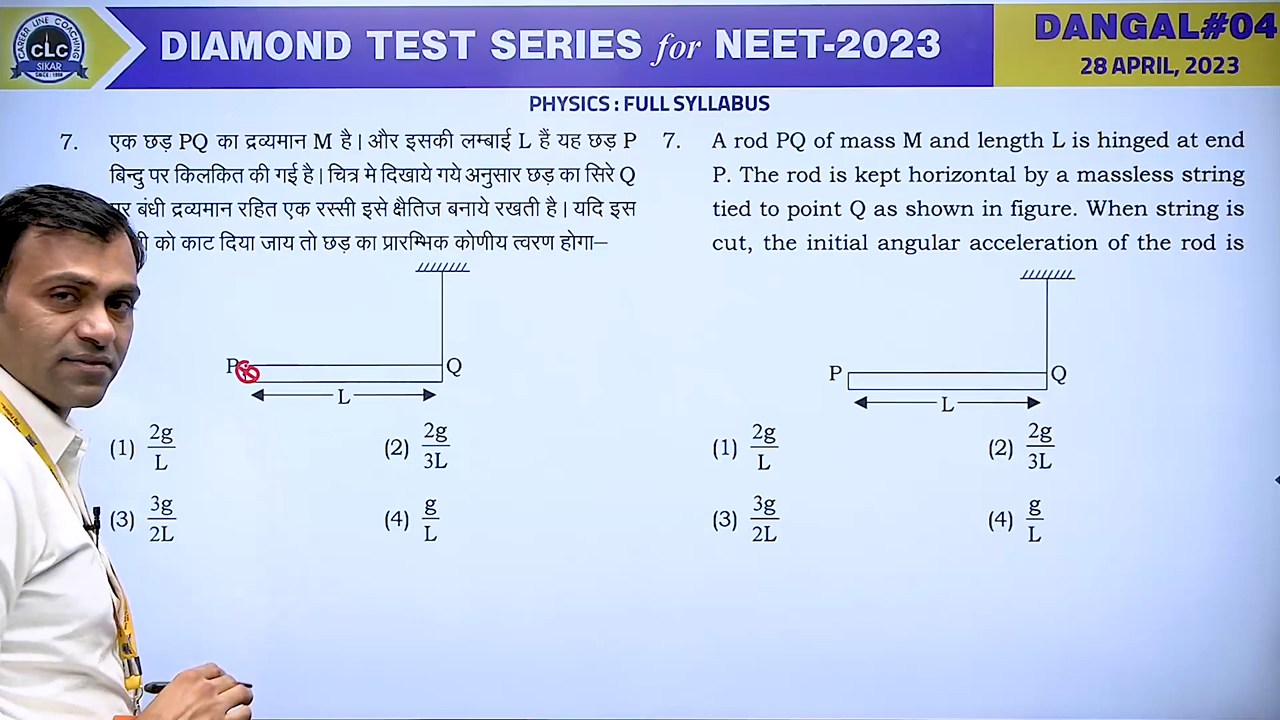 CAREER LINE COACHING
CLC
SIKAR
SINCE : 1996
DIAMOND TEST SERIES for NEET-2023
DANGAL#04
28 APRIL, 2023
PHYSICS : FULL SYLLABUS
7. एक छड़ PQ का द्रव्यमान M है। और इसकी लम्बाई L हैं यह छड़ P
बिन्दु पर किलकित की गई है। चित्र मे दिखाये गये अनुसार छड़ का सिरे Q
बंधी द्रव्यमान रहित एक रस्सी इसे क्षैतिज बनाये रखती है। यदि इस
को काट दिया जाय तो छड़ का प्रारम्भिक कोणीय त्वरण होगा–
P Q
L
(1) 2g/L (2) 2g/3L
(3) 3g/2L (4) g/L
7. A rod PQ of mass M and length L is hinged at end
P. The rod is kept horizontal by a massless string
tied to point Q as shown in figure. When string is
cut, the initial angular acceleration of the rod is
P Q
L
(1) 2g/L (2) 2g/3L
(3) 3g/2L (4) g/L